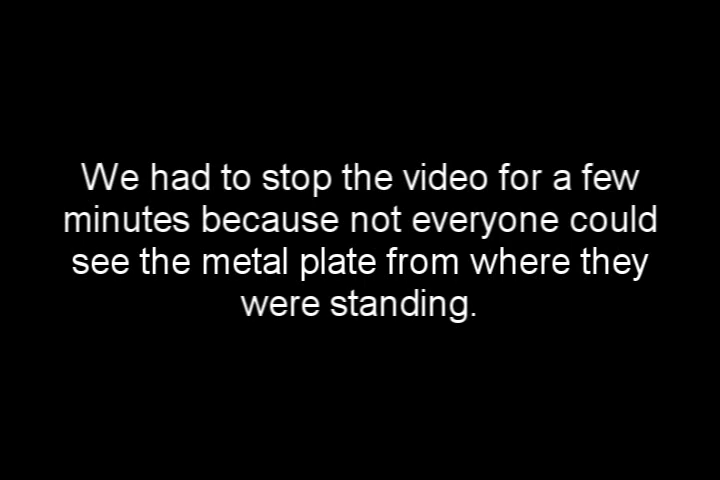 We had to stop the video for a few
minutes because not everyone could
see the metal plate from where they
were standing.